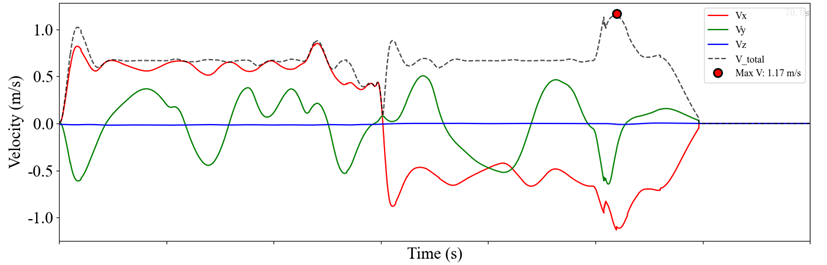 Velocity (m/s)
1.0
0.5
0.0
-0.5
-1.0
Vx
Vy
Vz
V_total
Max V: 1.17 m/s
Time (s)